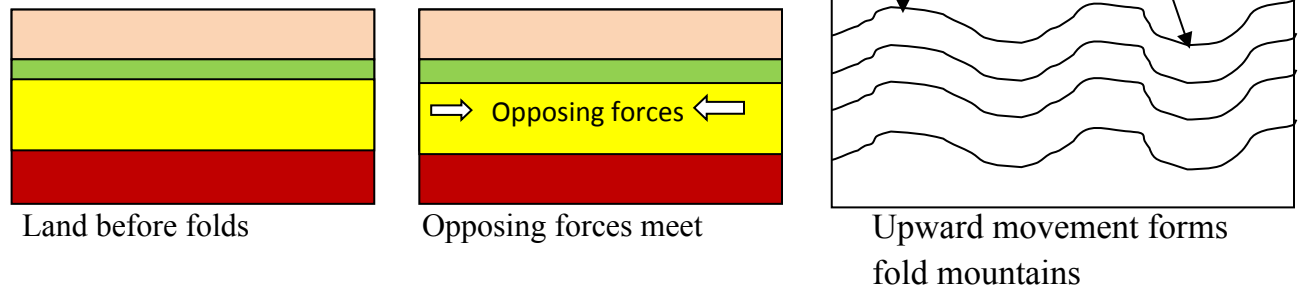 Opposing forces
Land before folds
Opposing forces meet
Upward movement forms
fold mountains